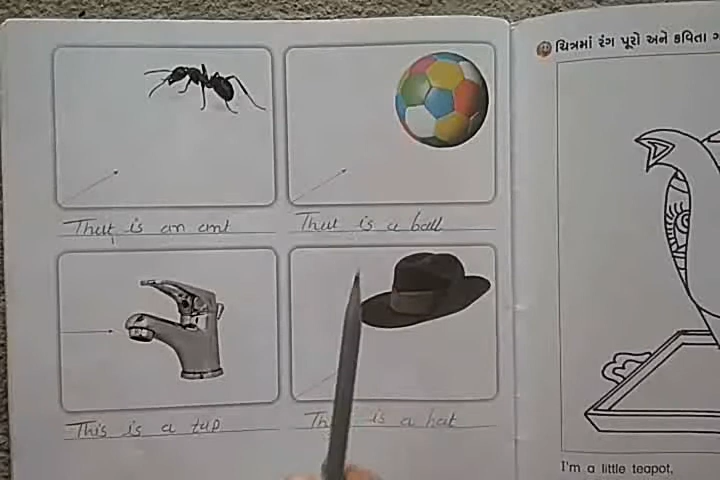 That is an ant
That is a ball
This is a tap
is a hat
ચિત્રમાં રંગ પૂરો અને કવિતા
I'm a little teapot,